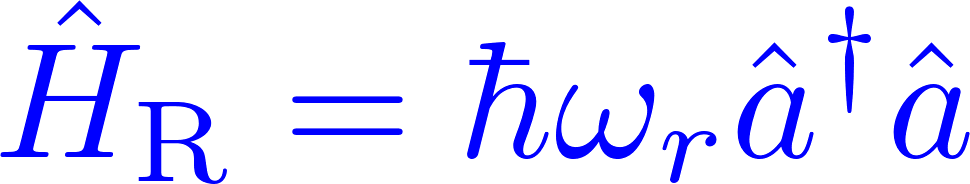 Ĥ_R = ħω_r â†â